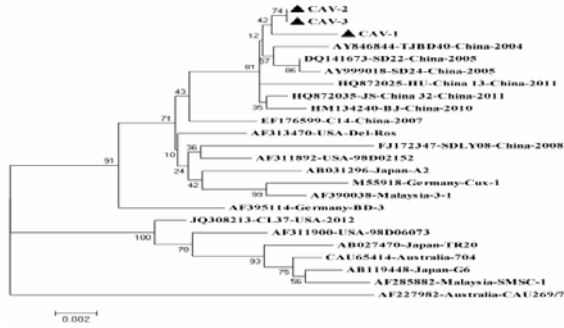 74
CAV-2
CAV-3
42
CAV-1
12
AY846844-TJBD40-China-2004
57
DQ141673-SD22-China-2005
86
AY999018-SD24-China-2005
81
HQ872025-HU-China 13-China-2011
HQ872035-JS-China 32-China-2011
35
HM134240-BJ-China-2010
43
EF176599-C14-China-2007
71
AF313470-USA-Del-Ros
10
36
FJ172347-SDLY08-China-2008
AF311892-USA-98D02152
24
91
AB031296-Japan-A2
42
M55918-Germany-Cux-1
99
AF390038-Malaysia-3-1
AF395114-Germany-BD-3
JQ308213-CL37-USA-2012
100
AF311900-USA-98D06073
70
AB027470-Japan-TR20
93
CAU65414-Australia-704
75
AB119448-Japan-G6
56
AF285882-Malaysia-SMSC-1
AF227982-Australia-CAU269/7
0.002